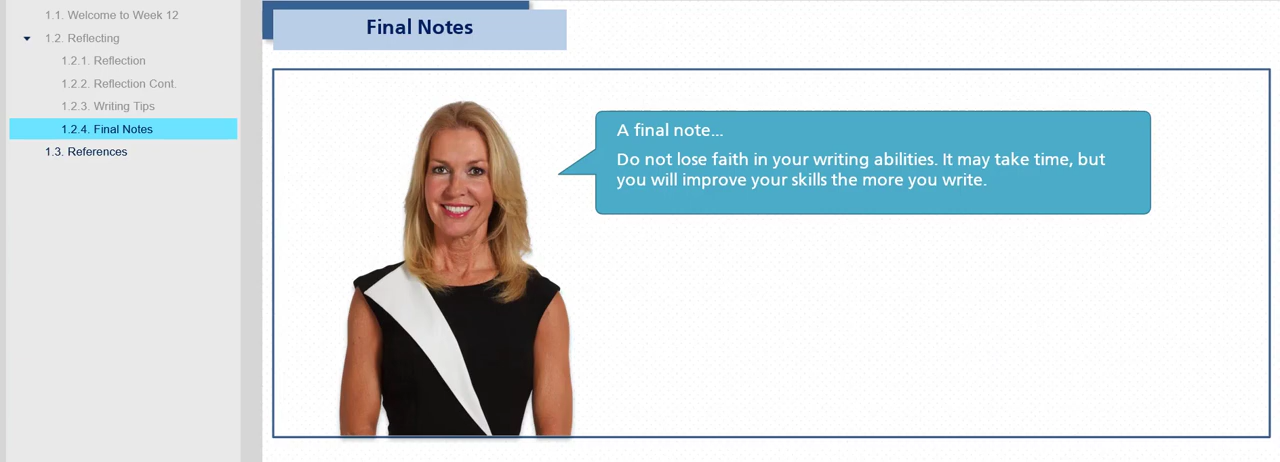 1.1. Welcome to Week 12
1.2. Reflecting
1.2.1. Reflection
1.2.2. Reflection Cont.
1.2.3. Writing Tips
1.2.4. Final Notes
1.3. References
Final Notes
A final note...
Do not lose faith in your writing abilities. It may take time, but
you will improve your skills the more you write.